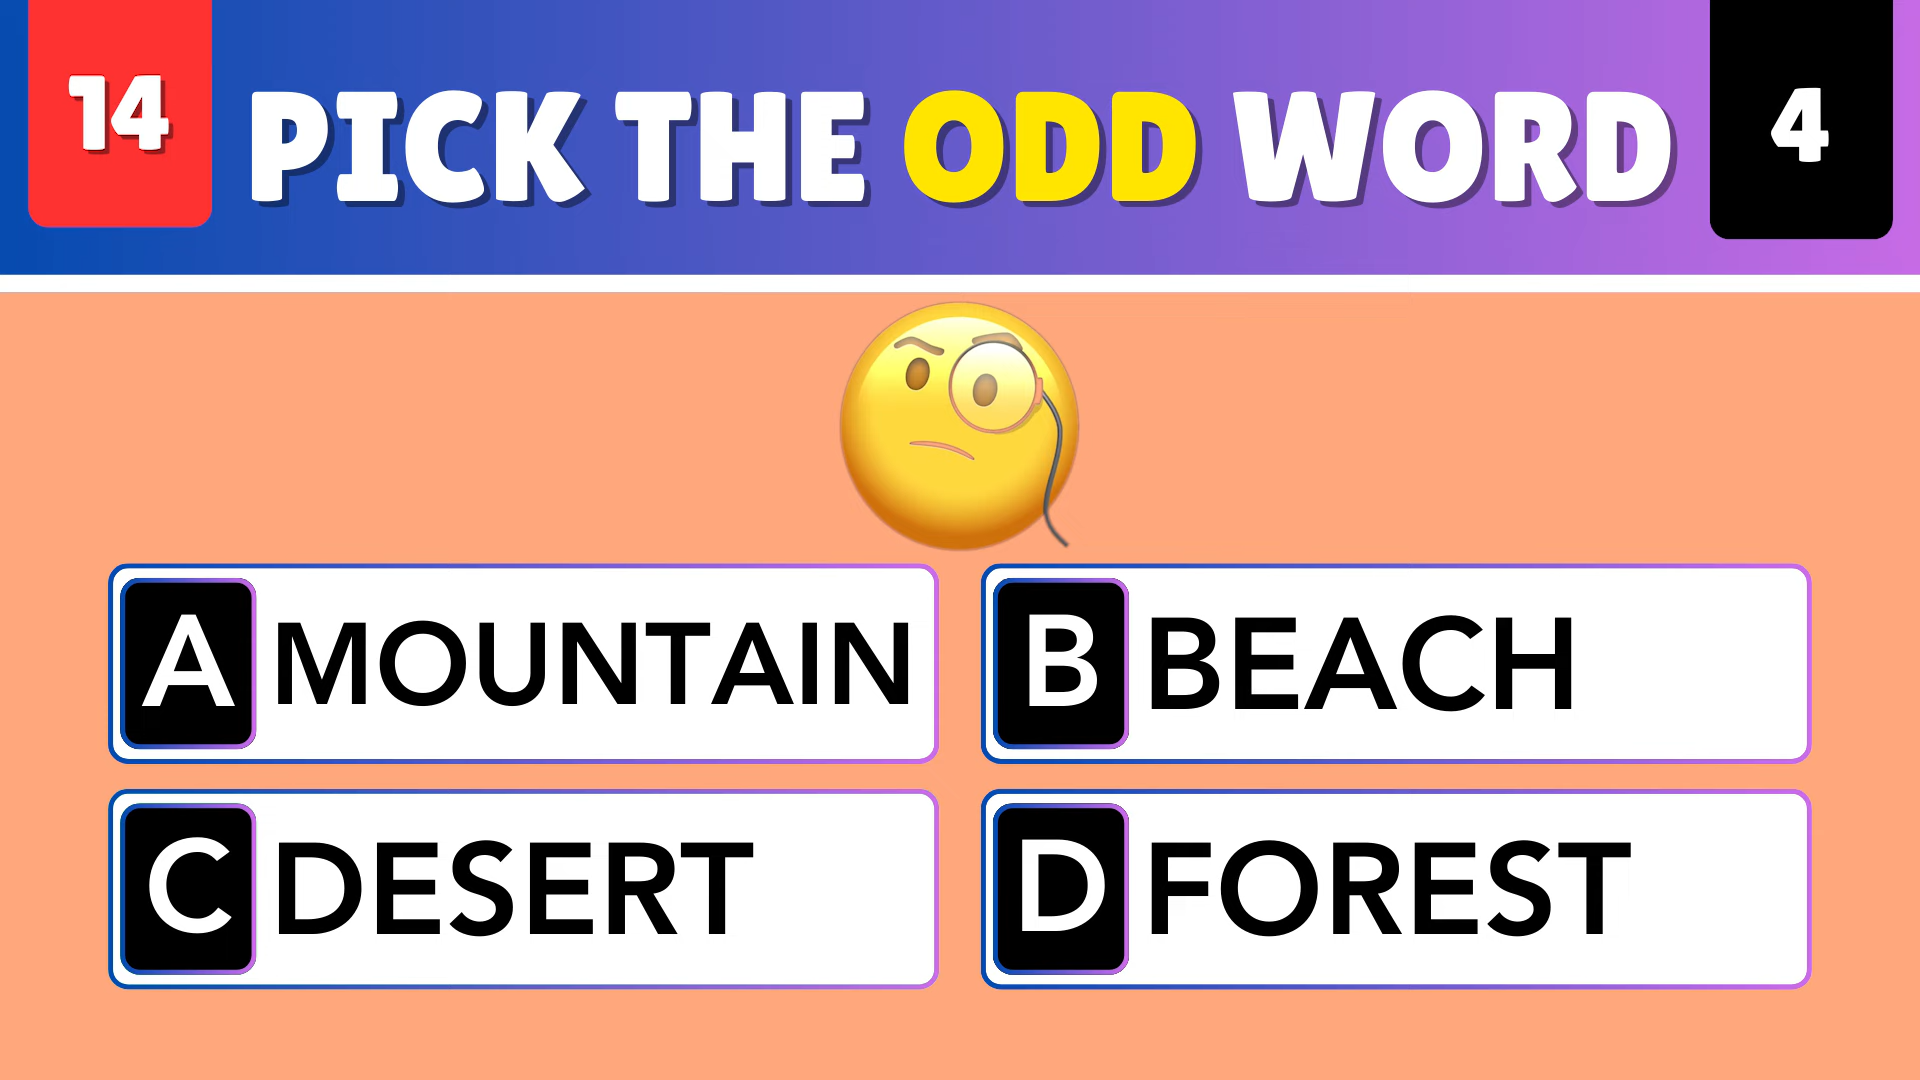 14
PICK THE ODD WORD
4
A MOUNTAIN
B BEACH
C DESERT
D FOREST